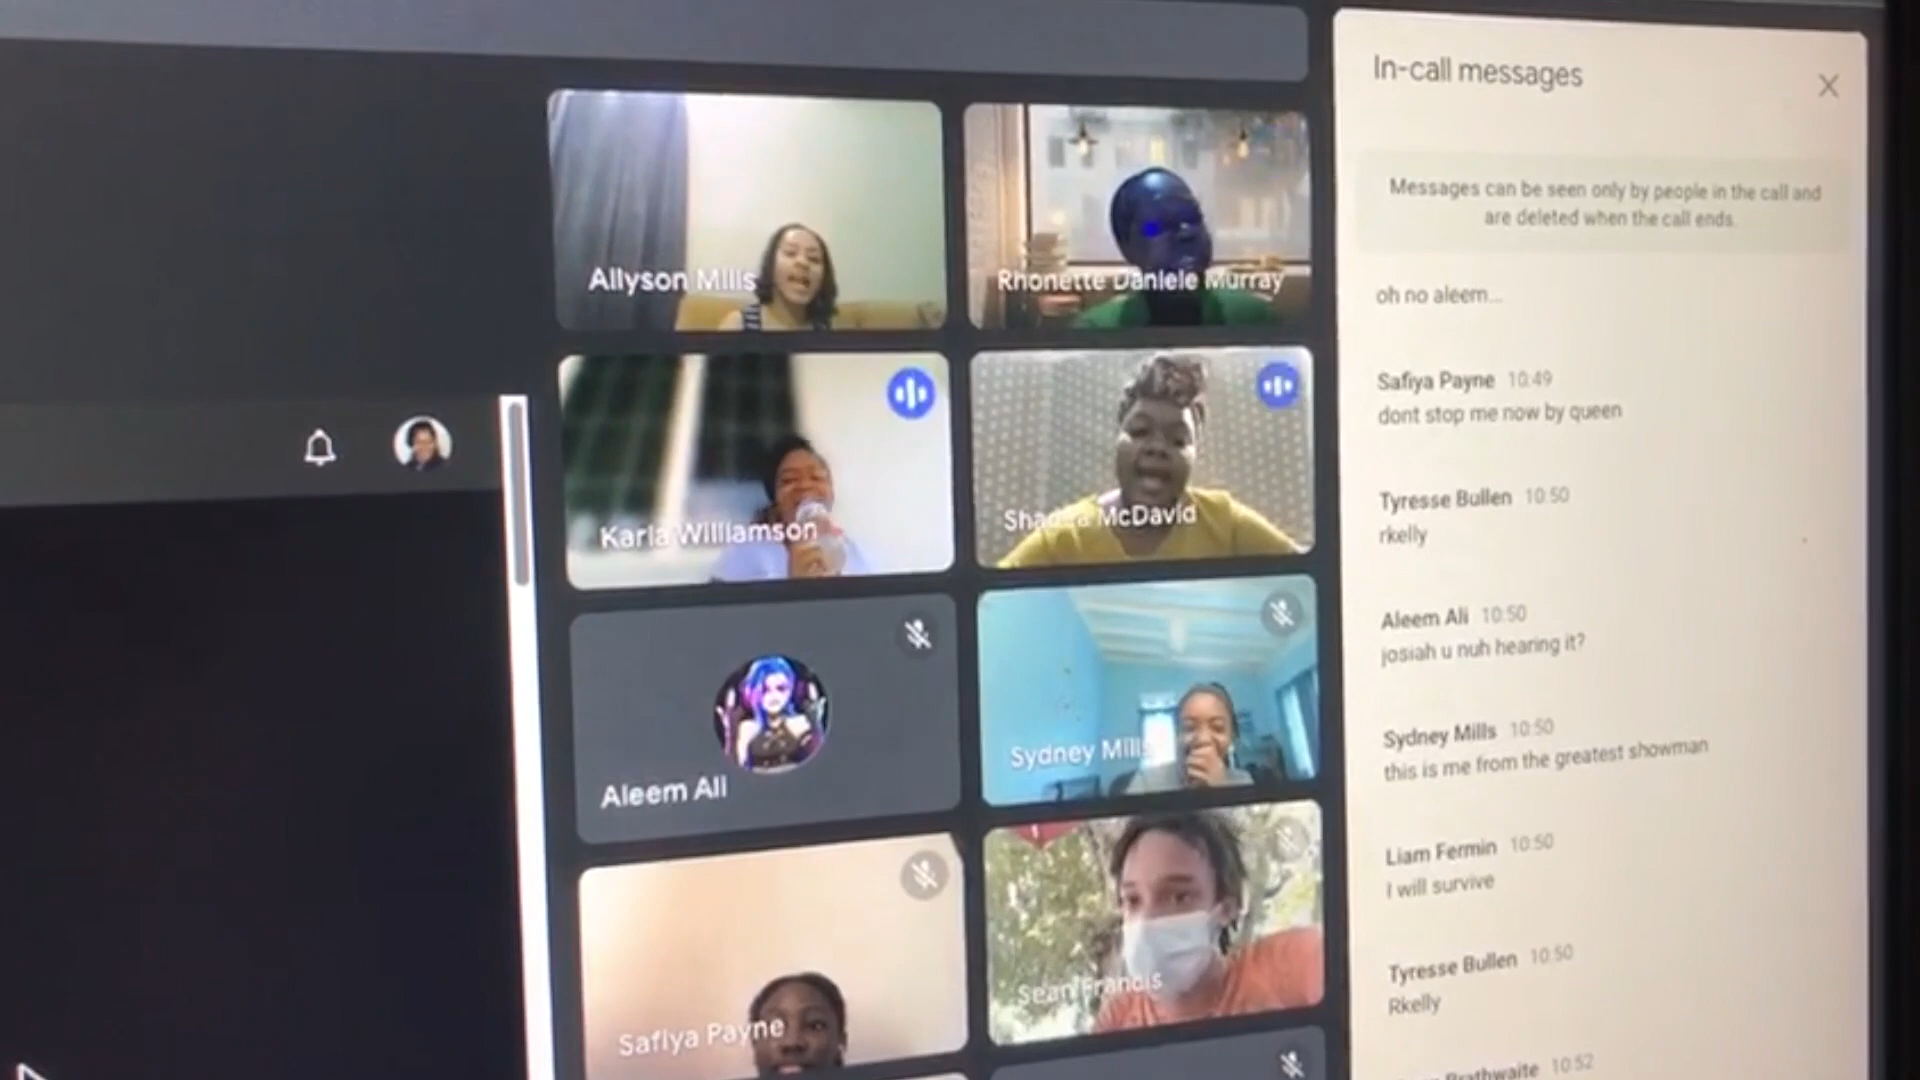 In-call messages
Messages can be seen only by people in the call and
are deleted when the call ends.
oh no aleem...
Safiya Payne 10:49
dont stop me now by queen
Tyresse Bullen 10:50
rkelly
Aleem Ali 10:50
josiah u nuh hearing it?
Sydney Mills 10:50
this is me from the greatest showman
Liam Fermin 10:50
I will survive
Tyresse Bullen 10:50
Rkelly
Brathwaite 10:52
Allyson Mills
Rhonette Daniele Murray
Karla Williamson
McDavid
Aleem Ali
Sydney Mills
Safiya Payne
Sean Francis